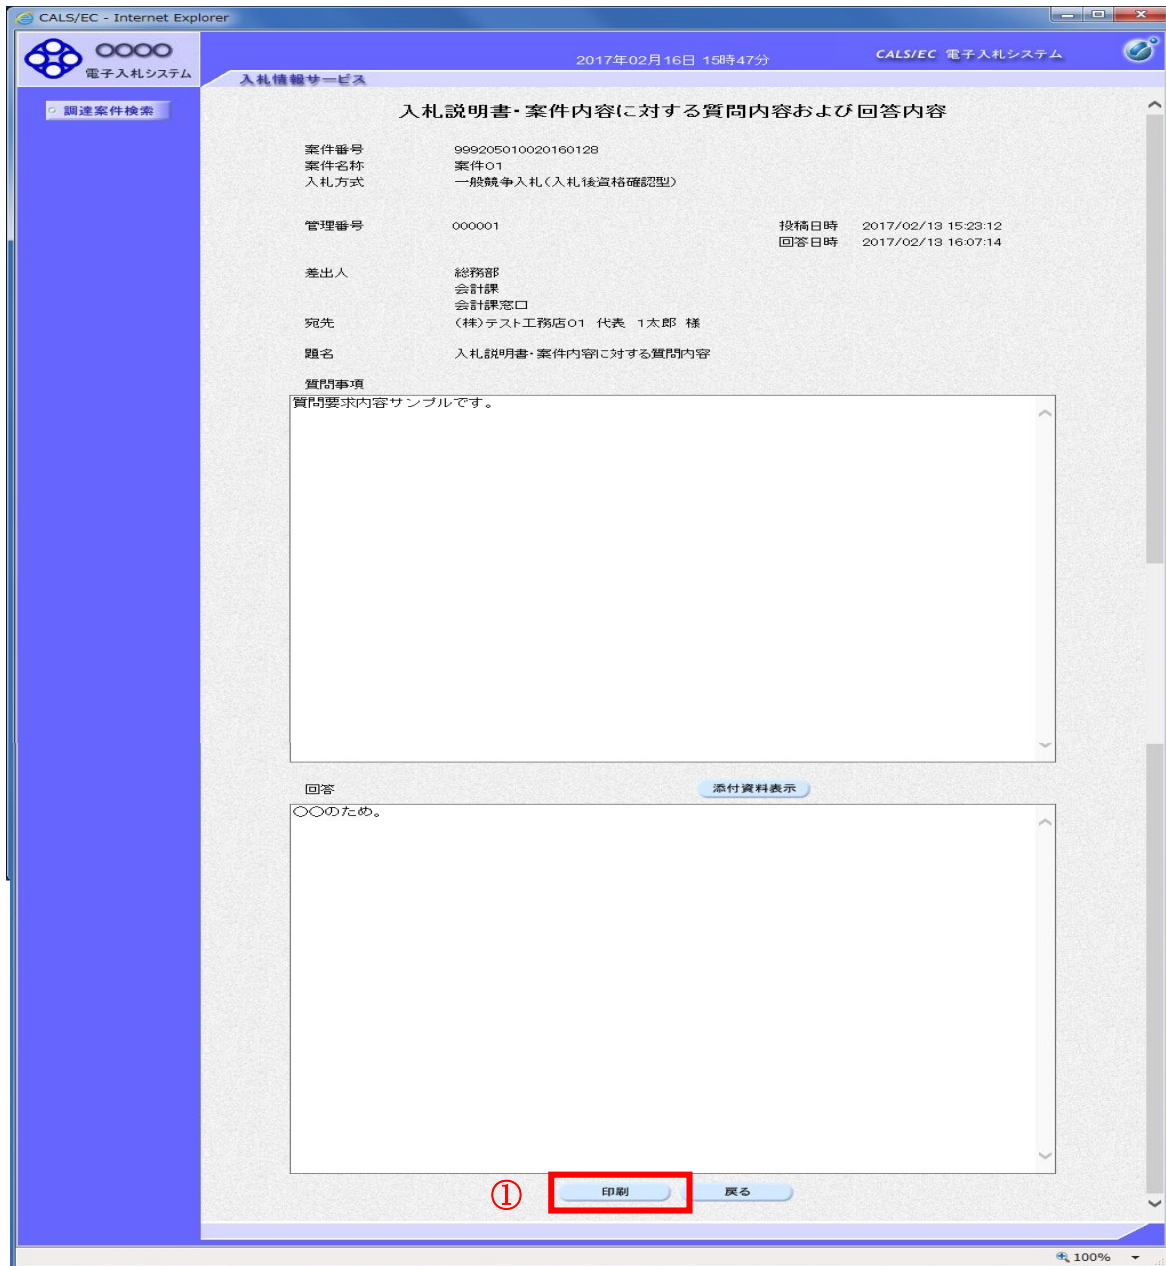 CALS/EC - Internet Explorer
〇〇〇〇
電子入札システム
2017年02月16日 15時47分
CALS/EC 電子入札システム
入札情報サービス
調達案件検索
入札説明書・案件内容に対する質問内容および回答内容
案件番号 999205010020160128
案件名称 案件01
入札方式 一般競争入札(入札後資格確認型)
管理番号 000001 投稿日時 2017/02/13 15:23:12
回答日時 2017/02/13 16:07:14
差出人 総務部
会計課
会計課窓口
宛先 (株)テスト工務店01 代表 1太郎 様
題名 入札説明書・案件内容に対する質問内容
質問事項
質問要求内容サンプルです。
回答 添付資料表示
〇〇のため。
① 印刷 戻る
100%